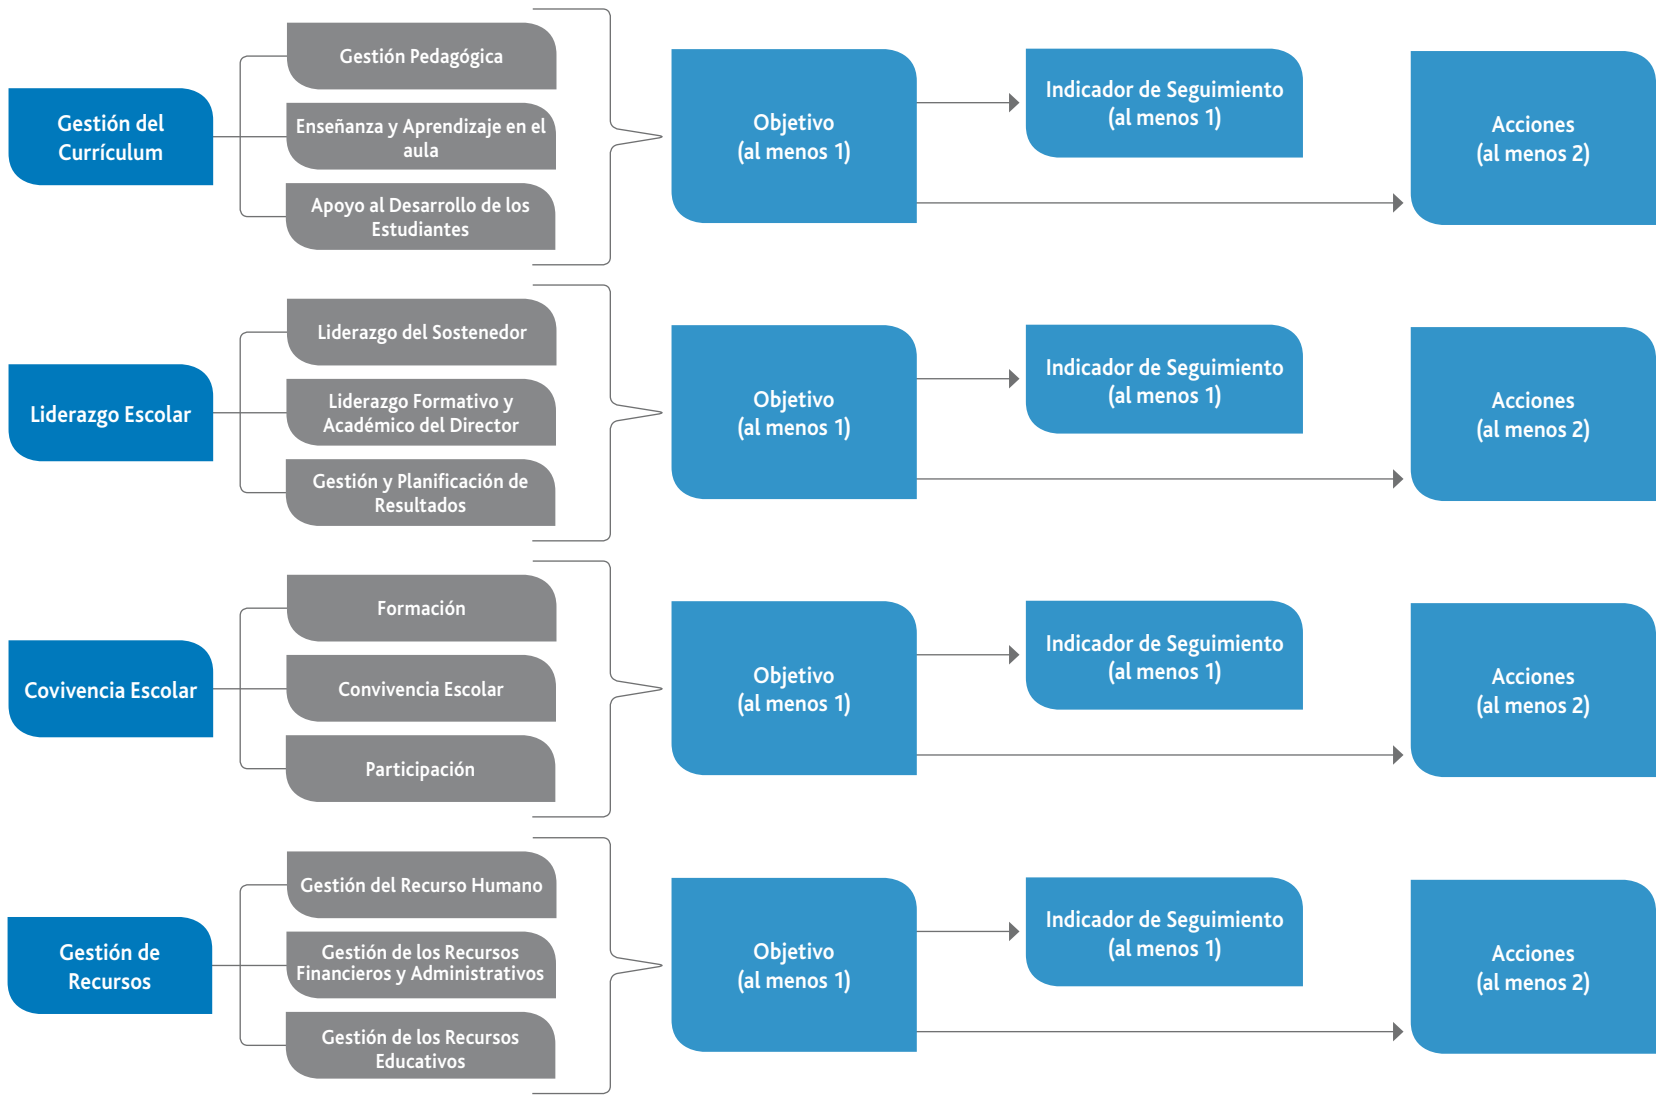 Gestión del
Currículum
Gestión Pedagógica
Enseñanza y Aprendizaje en el
aula
Apoyo al Desarrollo de los
Estudiantes
Objetivo
(al menos 1)
Indicador de Seguimiento
(al menos 1)
Acciones
(al menos 2)
Liderazgo Escolar
Liderazgo del Sostenedor
Liderazgo Formativo y
Académico del Director
Gestión y Planificación de
Resultados
Objetivo
(al menos 1)
Indicador de Seguimiento
(al menos 1)
Acciones
(al menos 2)
Covivencia Escolar
Formación
Convivencia Escolar
Participación
Objetivo
(al menos 1)
Indicador de Seguimiento
(al menos 1)
Acciones
(al menos 2)
Gestión de
Recursos
Gestión del Recurso Humano
Gestión de los Recursos
Financieros y Administrativos
Gestión de los Recursos
Educativos
Objetivo
(al menos 1)
Indicador de Seguimiento
(al menos 1)
Acciones
(al menos 2)